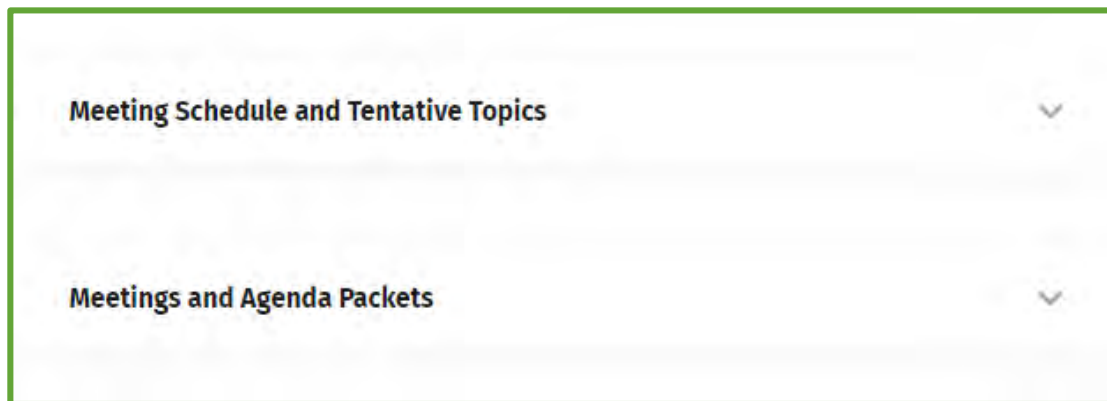 Meeting Schedule and Tentative Topics
Meetings and Agenda Packets